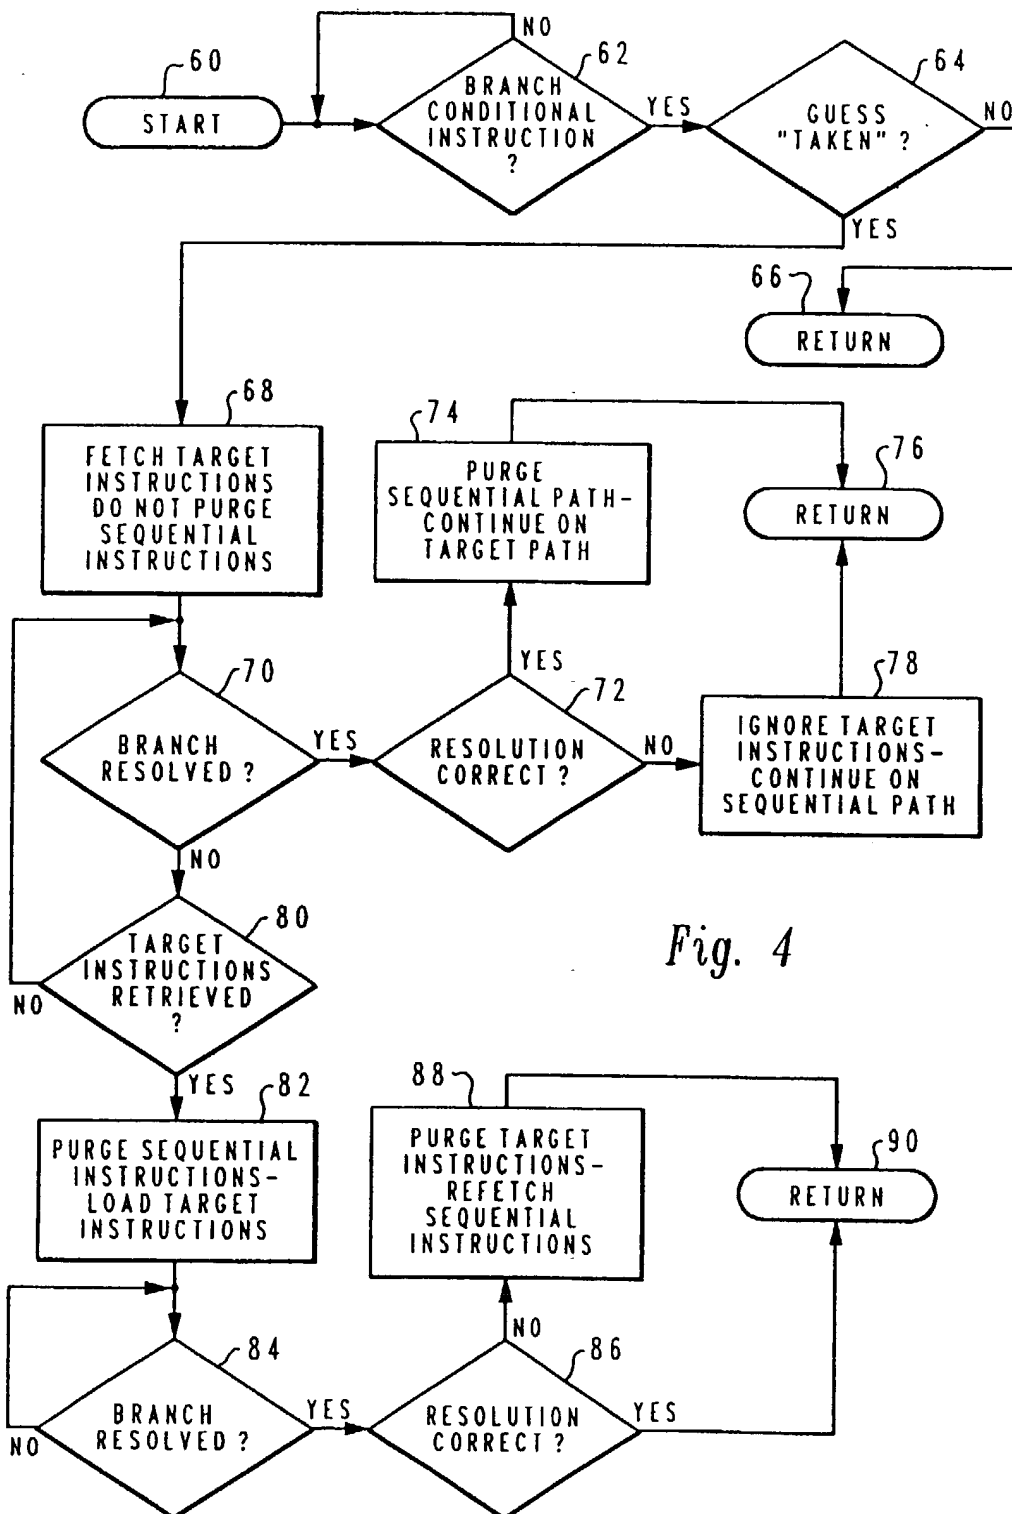 60
START
NO
62
BRANCH
CONDITIONAL
INSTRUCTION
?
YES
64
GUESS
"TAKEN" ?
NO
YES
66
RETURN
68
FETCH TARGET
INSTRUCTIONS
DO NOT PURGE
SEQUENTIAL
INSTRUCTIONS
74
PURGE
SEQUENTIAL PATH-
CONTINUE ON
TARGET PATH
76
RETURN
70
BRANCH
RESOLVED ?
YES
NO
YES
72
RESOLUTION
CORRECT ?
NO
78
IGNORE TARGET
INSTRUCTIONS-
CONTINUE ON
SEQUENTIAL PATH
80
TARGET
INSTRUCTIONS
RETRIEVED
?
NO
YES
Fig. 4
82
PURGE SEQUENTIAL
INSTRUCTIONS-
LOAD TARGET
INSTRUCTIONS
88
PURGE TARGET
INSTRUCTIONS-
REFETCH
SEQUENTIAL
INSTRUCTIONS
90
RETURN
84
BRANCH
RESOLVED ?
NO
YES
NO
86
RESOLUTION
CORRECT ?
YES